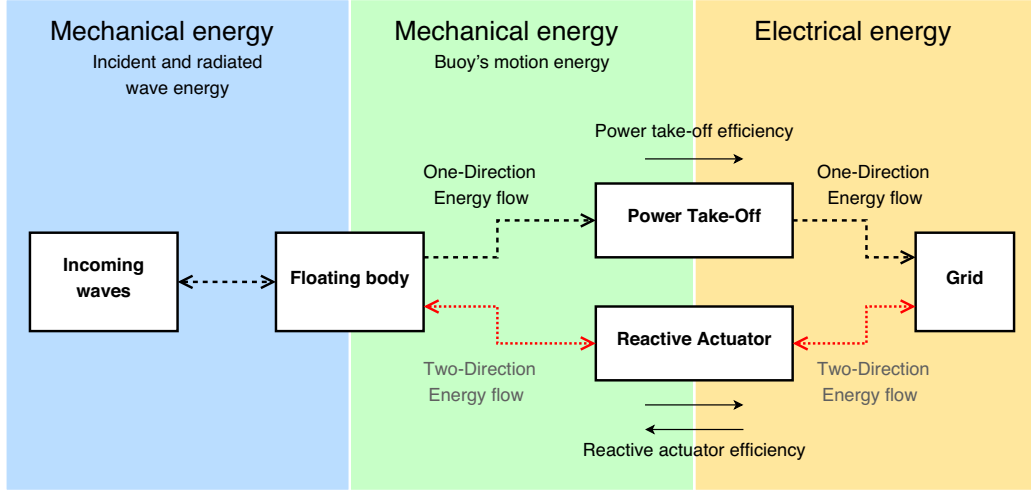 Mechanical energy
Incident and radiated
wave energy
Mechanical energy
Buoy's motion energy
Electrical energy
Power take-off efficiency
One-Direction
Energy flow
One-Direction
Energy flow
Power Take-Off
Incoming
waves
Floating body
Grid
Reactive Actuator
Two-Direction
Energy flow
Two-Direction
Energy flow
Reactive actuator efficiency